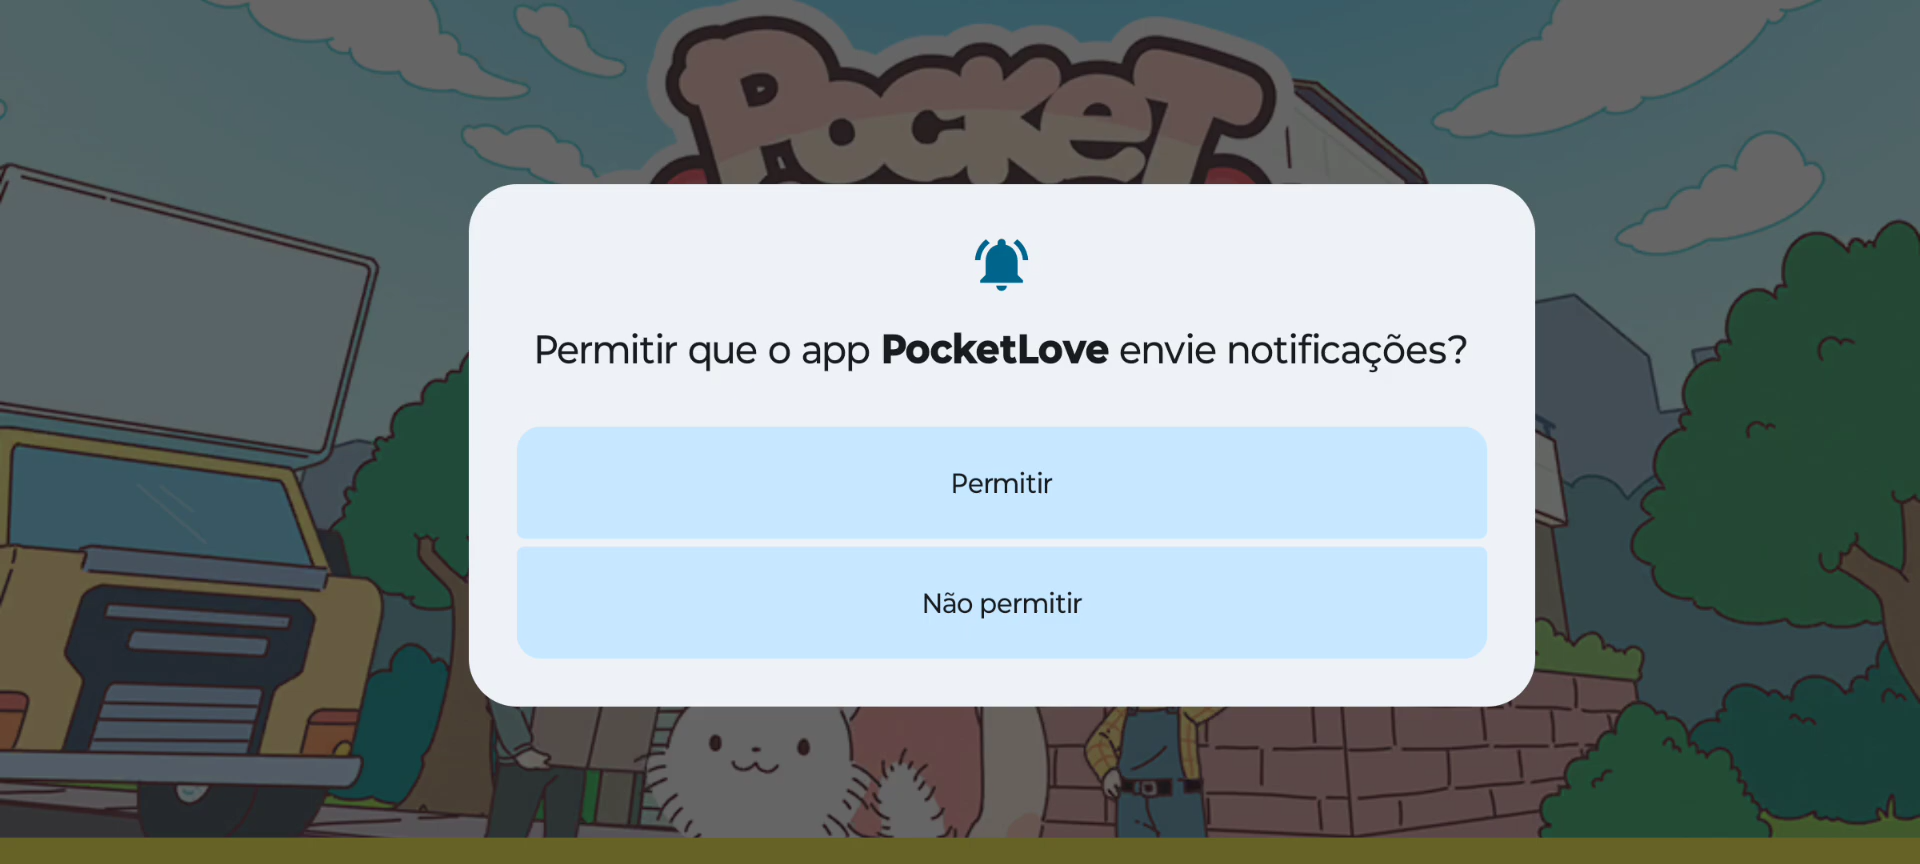 POCKET
Permitir que o app PocketLove envie notificações?
Permitir
Não permitir